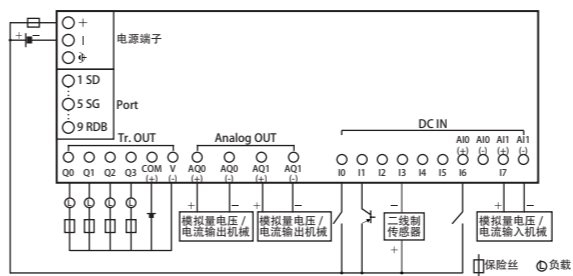 +
−
电源端子
+ −
1 SD
5 SG
Port
9 RDB
Tr. OUT
Analog OUT
DC IN
AI0 AI0 AI1 AI1
(+) (-) (+) (-)
Q0 Q1 Q2 Q3 COM V AQ0 AQ0 AQ1 AQ1 I0 I1 I2 I3 I4 I5 I6 I7
(+) (-) (+) (-) (+) (-)
L L L L
+ − + − − + −
模拟量电压/ 模拟量电压/ 二线制 模拟量电压/
电流输出机械 电流输出机械 传感器 电流输入机械
+
保险丝 L负载